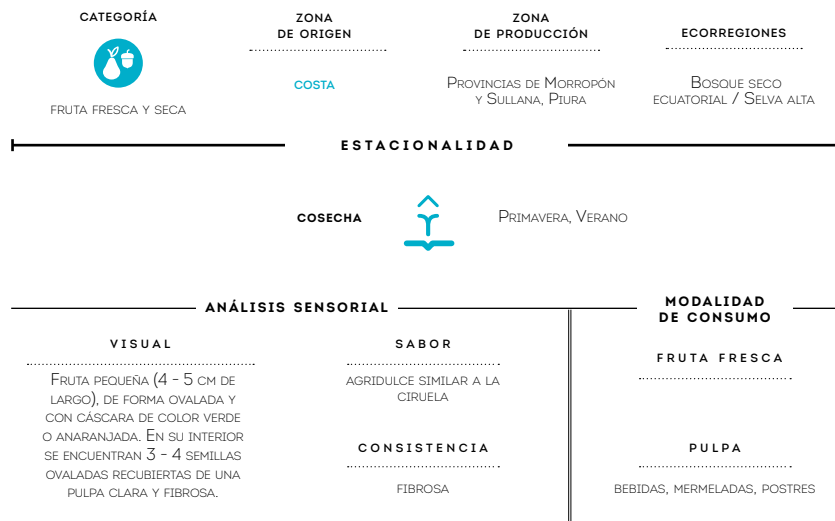 CATEGORÍA
FRUTA FRESCA Y SECA
ZONA
DE ORIGEN
COSTA
ZONA
DE PRODUCCIÓN
Provincias de Morropón
y Sullana, Piura
ECORREGIONES
Bosque seco
ecuatorial / Selva alta
ESTACIONALIDAD
COSECHA
Primavera, Verano
ANÁLISIS SENSORIAL
VISUAL
Fruta pequeña (4 - 5 cm de
largo), de forma ovalada y
con cáscara de color verde
o anaranjada. En su interior
se encuentran 3 - 4 semillas
ovaladas recubiertas de una
pulpa clara y fibrosa.
SABOR
agridulce similar a la
ciruela
CONSISTENCIA
fibrosa
MODALIDAD
DE CONSUMO
FRUTA FRESCA
PULPA
bebidas, mermeladas, postres